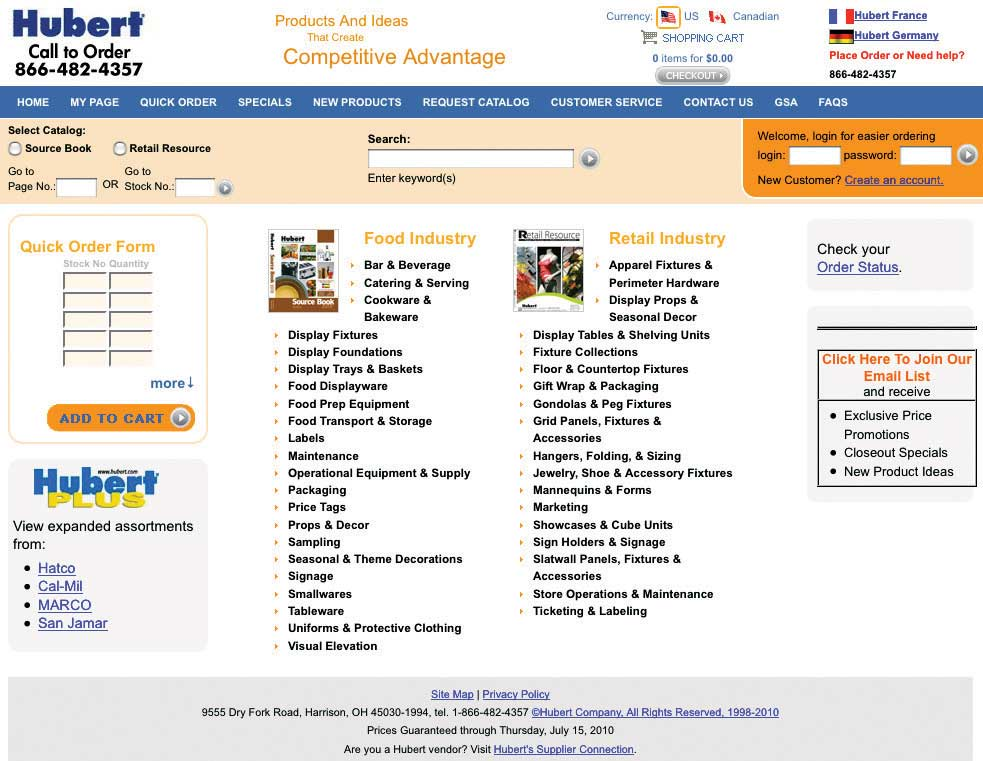 Hubert
Call to Order
866-482-4357
Products And Ideas
That Create
Competitive Advantage
Currency: US Canadian
SHOPPING CART
0 items for $0.00
CHECKOUT
Hubert France
Hubert Germany
Place Order or Need help?
866-482-4357
HOME MY PAGE QUICK ORDER SPECIALS NEW PRODUCTS REQUEST CATALOG CUSTOMER SERVICE CONTACT US GSA FAQS
Select Catalog:
Source Book Retail Resource
Go to
Page No.:
OR
Go to
Stock No.:
Search:
Enter keyword(s)
Welcome, login for easier ordering
login: password:
New Customer? Create an account.
Quick Order Form
Stock No Quantity
more↓
ADD TO CART
www.hubert.com
Hubert
PLUS
View expanded assortments
from:
• Hatco
• Cal-Mil
• MARCO
• San Jamar
Hubert
Source Book
Food Industry
Bar & Beverage
Catering & Serving
Cookware &
Bakeware
Display Fixtures
Display Foundations
Display Trays & Baskets
Food Displayware
Food Prep Equipment
Food Transport & Storage
Labels
Maintenance
Operational Equipment & Supply
Packaging
Price Tags
Props & Decor
Sampling
Seasonal & Theme Decorations
Signage
Smallwares
Tableware
Uniforms & Protective Clothing
Visual Elevation
Retail Resource
Hubert
Retail Industry
Apparel Fixtures &
Perimeter Hardware
Display Props &
Seasonal Decor
Display Tables & Shelving Units
Fixture Collections
Floor & Countertop Fixtures
Gift Wrap & Packaging
Gondolas & Peg Fixtures
Grid Panels, Fixtures &
Accessories
Hangers, Folding, & Sizing
Jewelry, Shoe & Accessory Fixtures
Mannequins & Forms
Marketing
Showcases & Cube Units
Sign Holders & Signage
Slatwall Panels, Fixtures &
Accessories
Store Operations & Maintenance
Ticketing & Labeling
Check your
Order Status.
Click Here To Join Our
Email List
and receive
• Exclusive Price
Promotions
• Closeout Specials
• New Product Ideas
Site Map | Privacy Policy
9555 Dry Fork Road, Harrison, OH 45030-1994, tel. 1-866-482-4357 ©Hubert Company, All Rights Reserved, 1998-2010
Prices Guaranteed through Thursday, July 15, 2010
Are you a Hubert vendor? Visit Hubert's Supplier Connection.